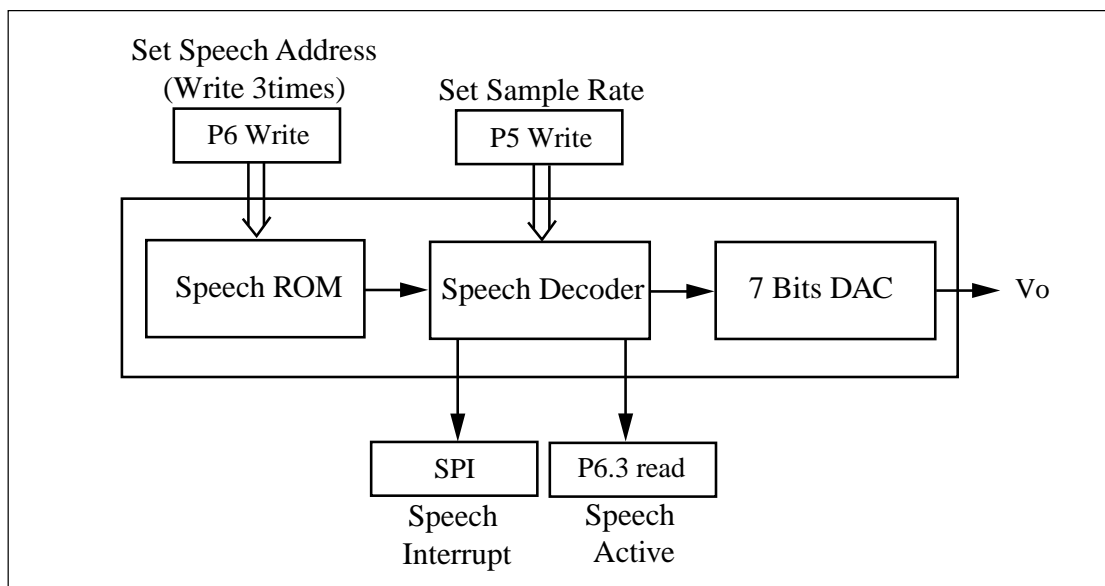 Set Speech Address
(Write 3times)
P6 Write
Set Sample Rate
P5 Write
Speech ROM
Speech Decoder
7 Bits DAC
Vo
SPI
Speech
Interrupt
P6.3 read
Speech
Active